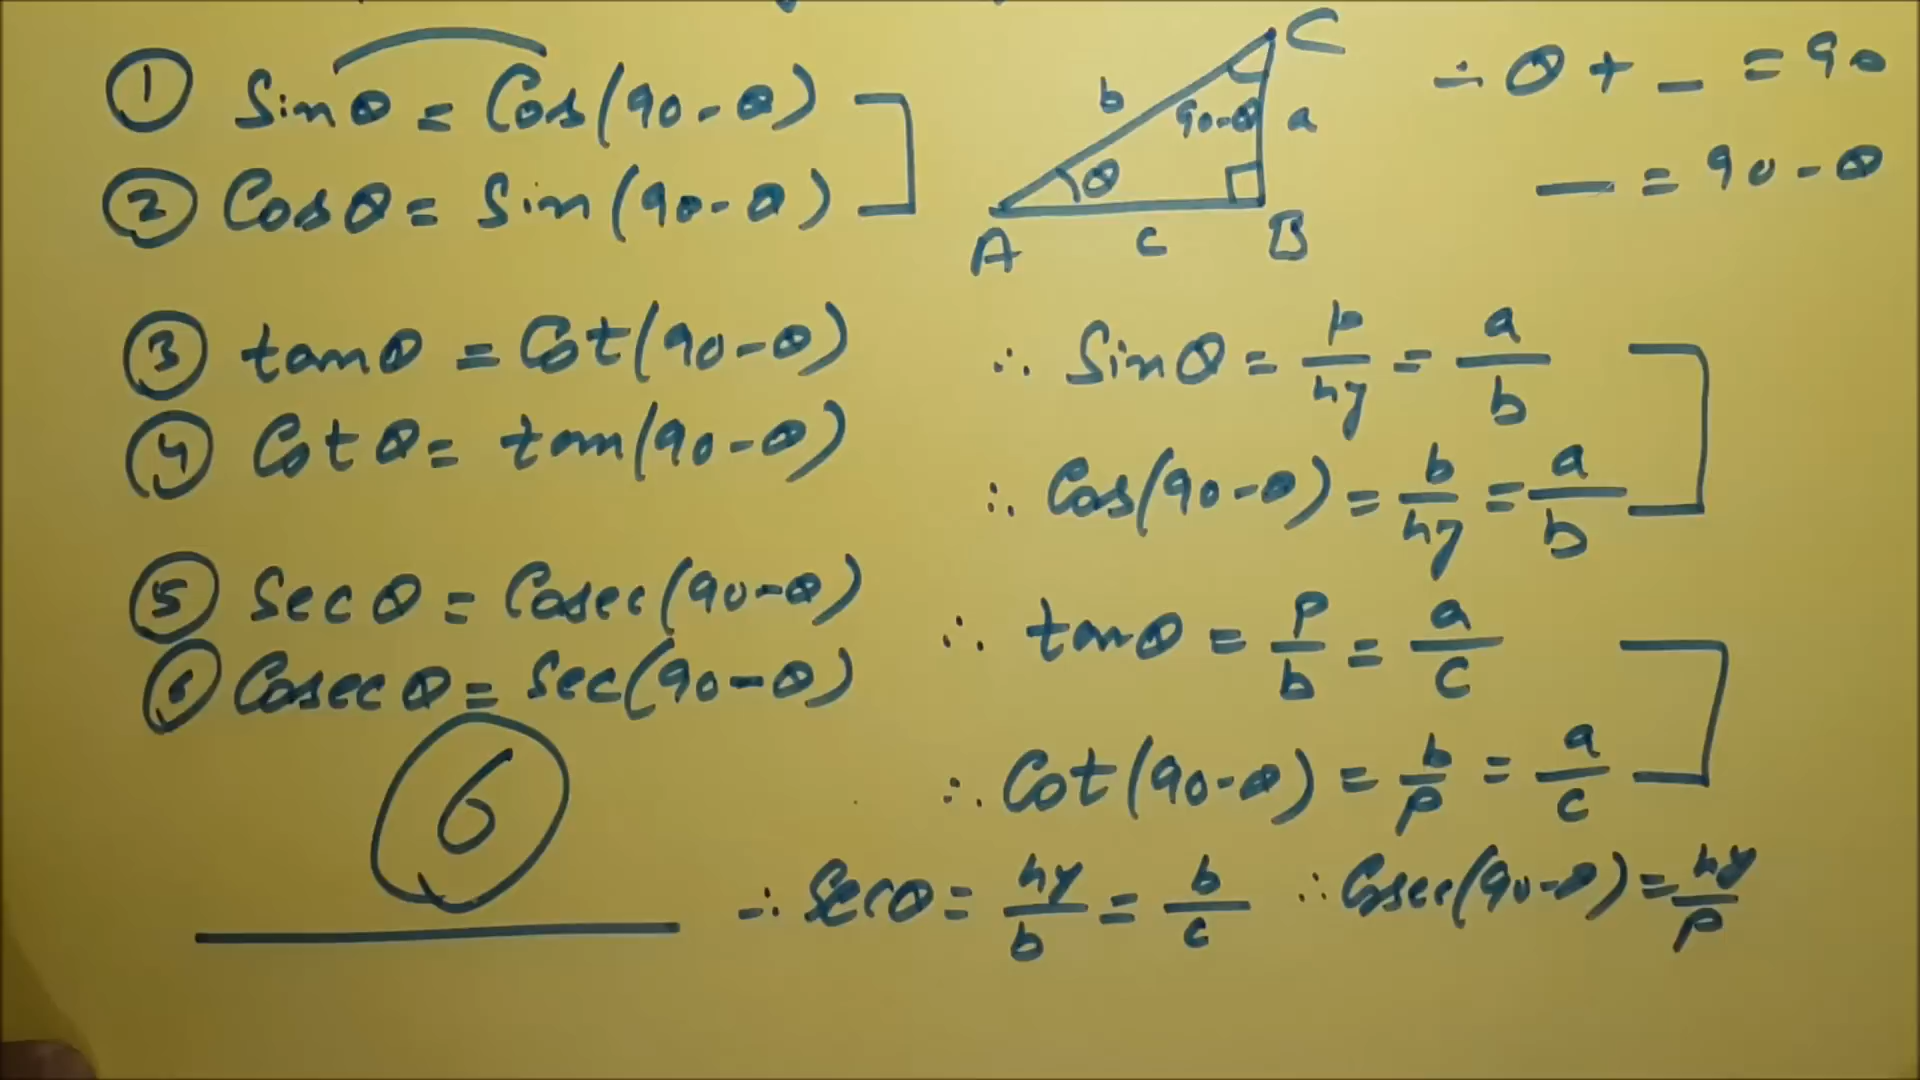 ① Sinθ = Cos(90-θ)
② Cosθ = Sin(90-θ)
③ tanθ = Cot(90-θ)
④ Cotθ = tan(90-θ)
⑤ Secθ = Cosec(90-θ)
⑥ Cosecθ = Sec(90-θ)
6
C
b
90-θ
a
θ
A
c
B
∴ θ + _ = 90
_ = 90-θ
∴ Sinθ = p/hy = a/b
∴ Cos(90-θ) = b/hy = a/b
∴ tanθ = p/b = a/c
∴ Cot(90-θ) = b/p = a/c
∴ Secθ = hy/b = b/c
∴ Cosec(90-θ) = hy/p